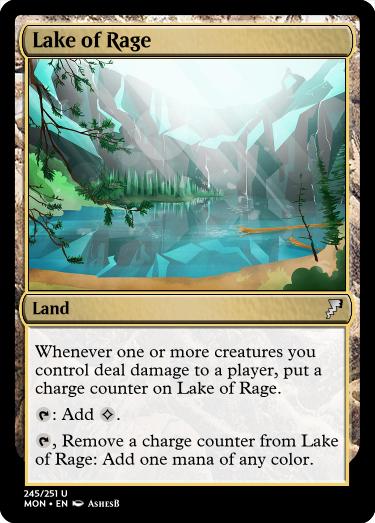 Lake of Rage
Land
Whenever one or more creatures you
control deal damage to a player, put a
charge counter on Lake of Rage.
: Add .
, Remove a charge counter from Lake
of Rage: Add one mana of any color.
245/251 U
MON • EN AshesB